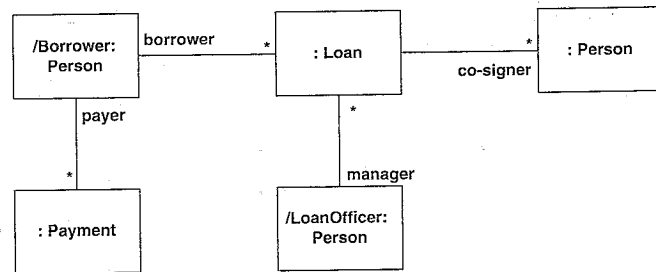 /Borrower:
Person
borrower
*
: Loan
*
co-signer
: Person
payer
*
*
manager
: Payment
/LoanOfficer:
Person